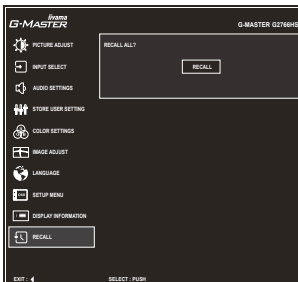 iiyama
G-MASTER
G-MASTER G2766HS
PICTURE ADJUST
RECALL ALL?
INPUT SELECT
RECALL
AUDIO SETTINGS
STORE USER SETTING
COLOR SETTINGS
IMAGE ADJUST
LANGUAGE
OSD
SETUP MENU
DISPLAY INFORMATION
RECALL
EXIT :
SELECT : PUSH